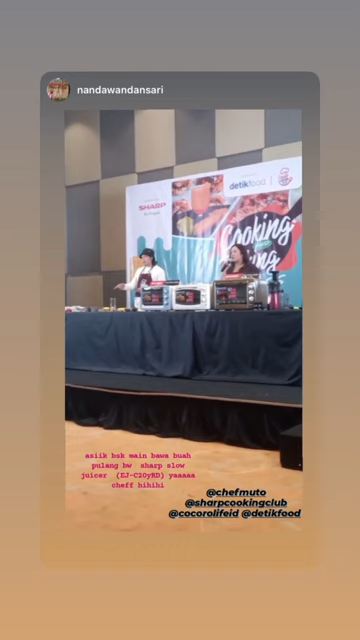 nandawandansari
SHARP
detikfood
Cooking
asiik bsk main bawa buah
pulang bw sharp slow
juicer (EJ-C20yRD) yaaaaa
cheff hihihi
@chefmuto
@sharpcookingclub
@cocorolifeid @detikfood